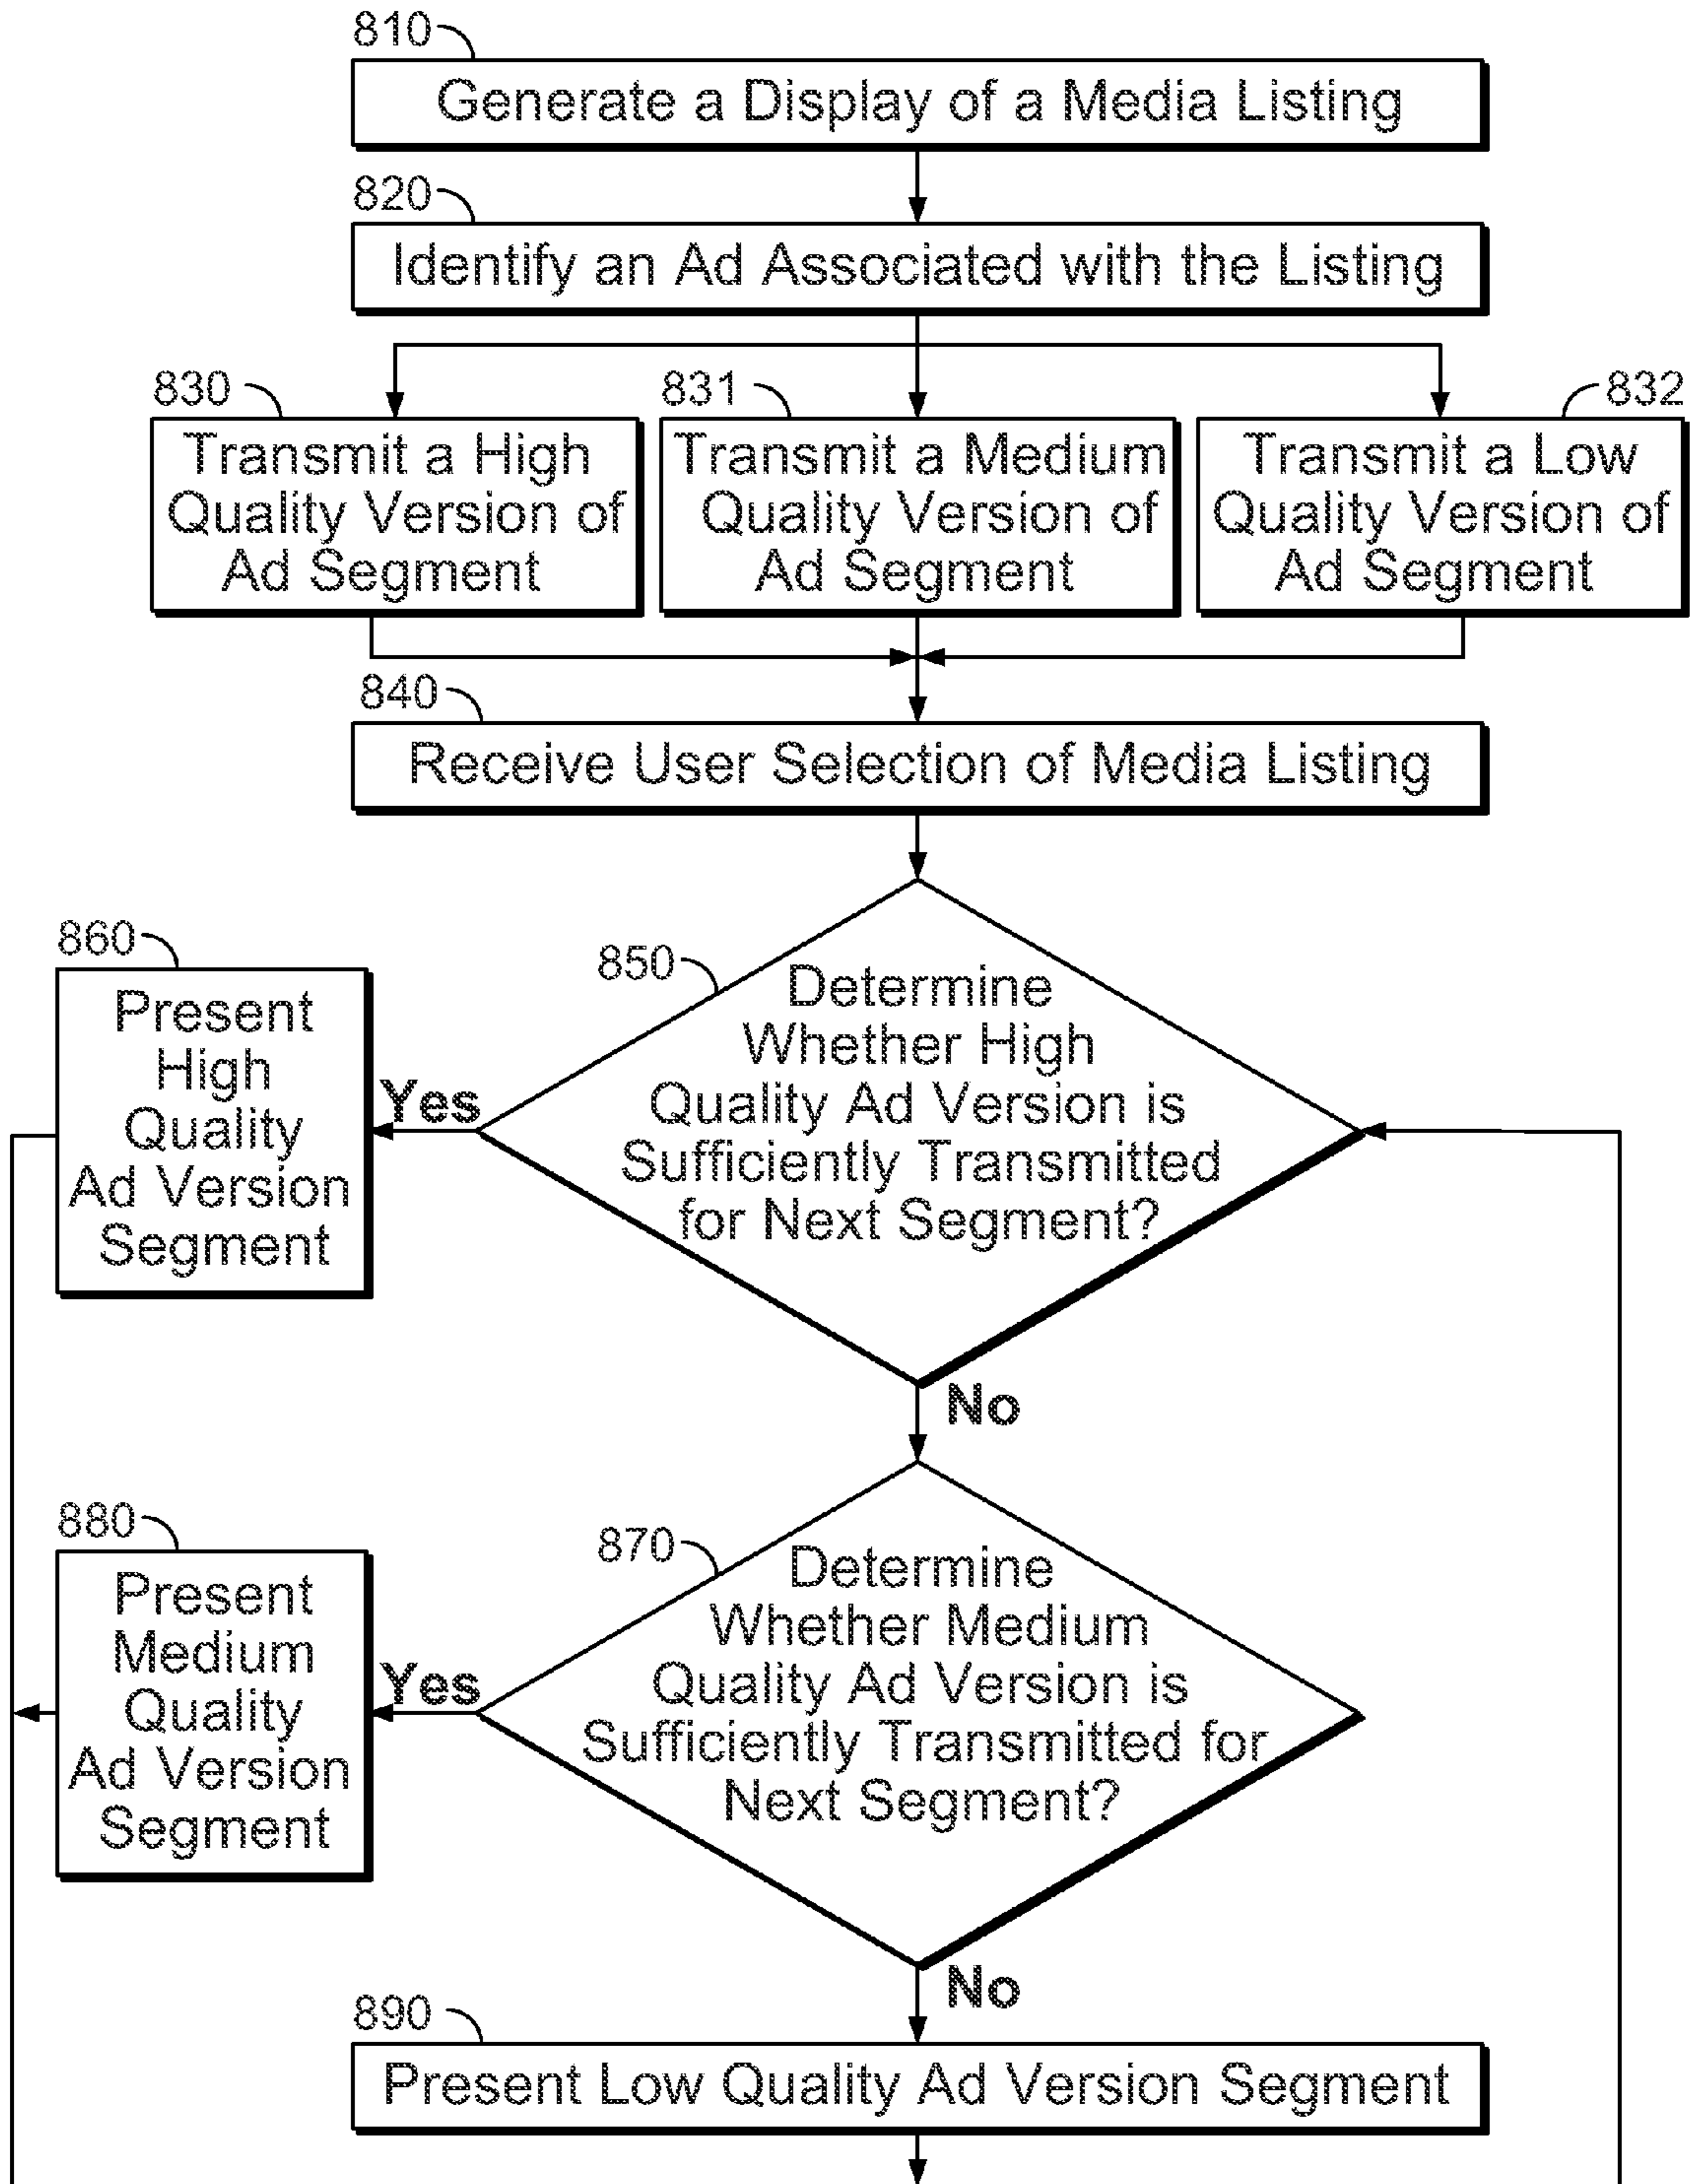 810
Generate a Display of a Media Listing
820
Identify an Ad Associated with the Listing
830
Transmit a High
Quality Version of
Ad Segment
831
Transmit a Medium
Quality Version of
Ad Segment
832
Transmit a Low
Quality Version of
Ad Segment
840
Receive User Selection of Media Listing
850
Determine
Whether High
Quality Ad Version is
Sufficiently Transmitted
for Next Segment?
Yes
860
Present
High
Quality
Ad Version
Segment
No
870
Determine
Whether Medium
Quality Ad Version is
Sufficiently Transmitted for
Next Segment?
Yes
880
Present
Medium
Quality
Ad Version
Segment
No
890
Present Low Quality Ad Version Segment